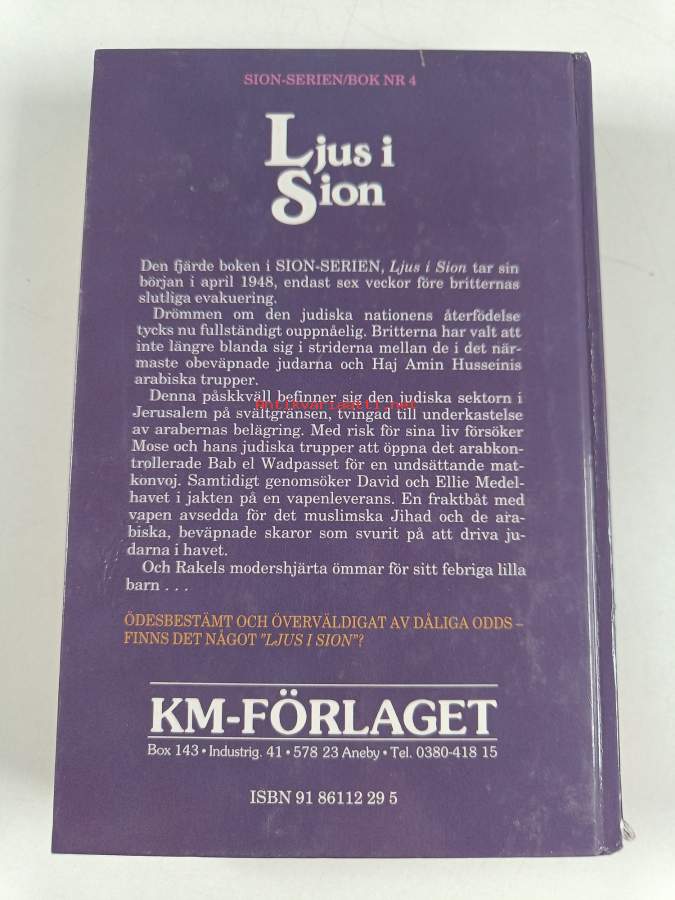 SION-SERIEN/BOK NR 4
Ljus i
Sion
Den fjärde boken i SION-SERIEN, Ljus i Sion tar sin
början i april 1948, endast sex veckor före britternas
slutliga evakuering.
Drömmen om den judiska nationens återfödelse
tycks nu fullständigt ouppnåelig. Britterna har valt att
inte längre blanda sig i striderna mellan de i det när-
maste obeväpnade judarna och Haj Amin Husseinis
arabiska trupper.
Denna påskkväll befinner sig den judiska sektorn i
antikvariaatti.net
Jerusalem på svältgränsen, tvingad till underkastelse
av arabernas belägring. Med risk för sina liv försöker
Mose och hans judiska trupper att öppna det arabkon-
trollerade Bab el Wadpasset för en undsättande mat-
konvoj. Samtidigt genomsöker David och Ellie Medel-
havet i jakten på en vapenleverans. En fraktbåt med
vapen avsedda för det muslimska Jihad och de ara-
biska, beväpnade skaror som svurit på att driva ju-
darna i havet.
Och Rakels modershjärta ömmar för sitt febriga lilla
barn . . .
ÖDESBESTÄMT OCH ÖVERVÄLDIGAT AV DÅLIGA ODDS –
FINNS DET NÅGOT "LJUS I SION"?
KM-FÖRLAGET
Box 143 • Industrig. 41 • 578 23 Aneby • Tel. 0380-418 15
ISBN 91 86112 29 5